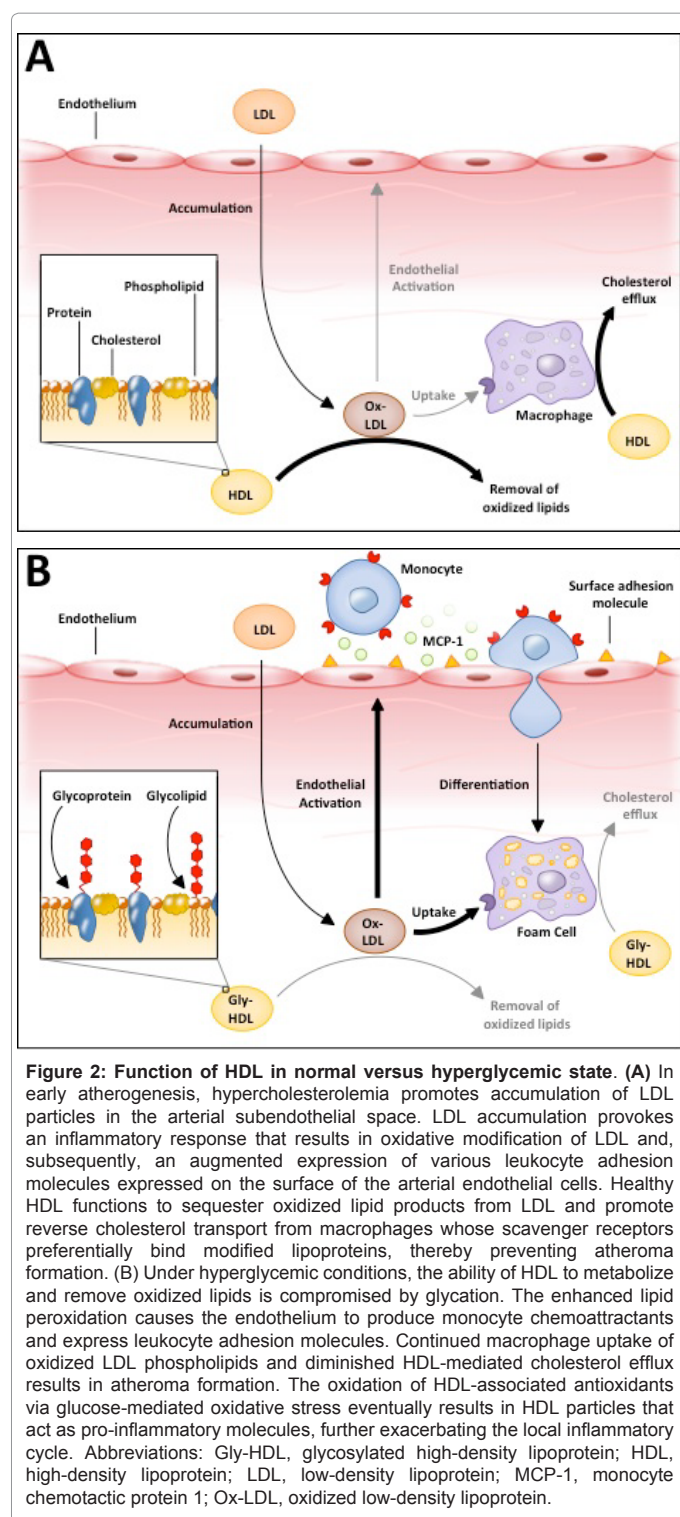 A
Endothelium
LDL
Accumulation
Endothelial
Activation
Phospholipid
Protein
Cholesterol
Cholesterol
efflux
Ox-
LDL
Uptake
Macrophage
HDL
HDL
Removal of
oxidized lipids
B
Monocyte
Surface adhesion
molecule
Endothelium
LDL
MCP-1
Accumulation
Endothelial
Activation
Differentiation
Glycoprotein
Glycolipid
Cholesterol
efflux
Ox-
LDL
Uptake
Foam Cell
Gly-
HDL
Gly-
HDL
Removal of
oxidized lipids
Figure 2: Function of HDL in normal versus hyperglycemic state. (A) In
early atherogenesis, hypercholesterolemia promotes accumulation of LDL
particles in the arterial subendothelial space. LDL accumulation provokes
an inflammatory response that results in oxidative modification of LDL and,
subsequently, an augmented expression of various leukocyte adhesion
molecules expressed on the surface of the arterial endothelial cells. Healthy
HDL functions to sequester oxidized lipid products from LDL and promote
reverse cholesterol transport from macrophages whose scavenger receptors
preferentially bind modified lipoproteins, thereby preventing atheroma
formation. (B) Under hyperglycemic conditions, the ability of HDL to metabolize
and remove oxidized lipids is compromised by glycation. The enhanced lipid
peroxidation causes the endothelium to produce monocyte chemoattractants
and express leukocyte adhesion molecules. Continued macrophage uptake of
oxidized LDL phospholipids and diminished HDL-mediated cholesterol efflux
results in atheroma formation. The oxidation of HDL-associated antioxidants
via glucose-mediated oxidative stress eventually results in HDL particles that
act as pro-inflammatory molecules, further exacerbating the local inflammatory
cycle. Abbreviations: Gly-HDL, glycosylated high-density lipoprotein; HDL,
high-density lipoprotein; LDL, low-density lipoprotein; MCP-1, monocyte
chemotactic protein 1; Ox-LDL, oxidized low-density lipoprotein.